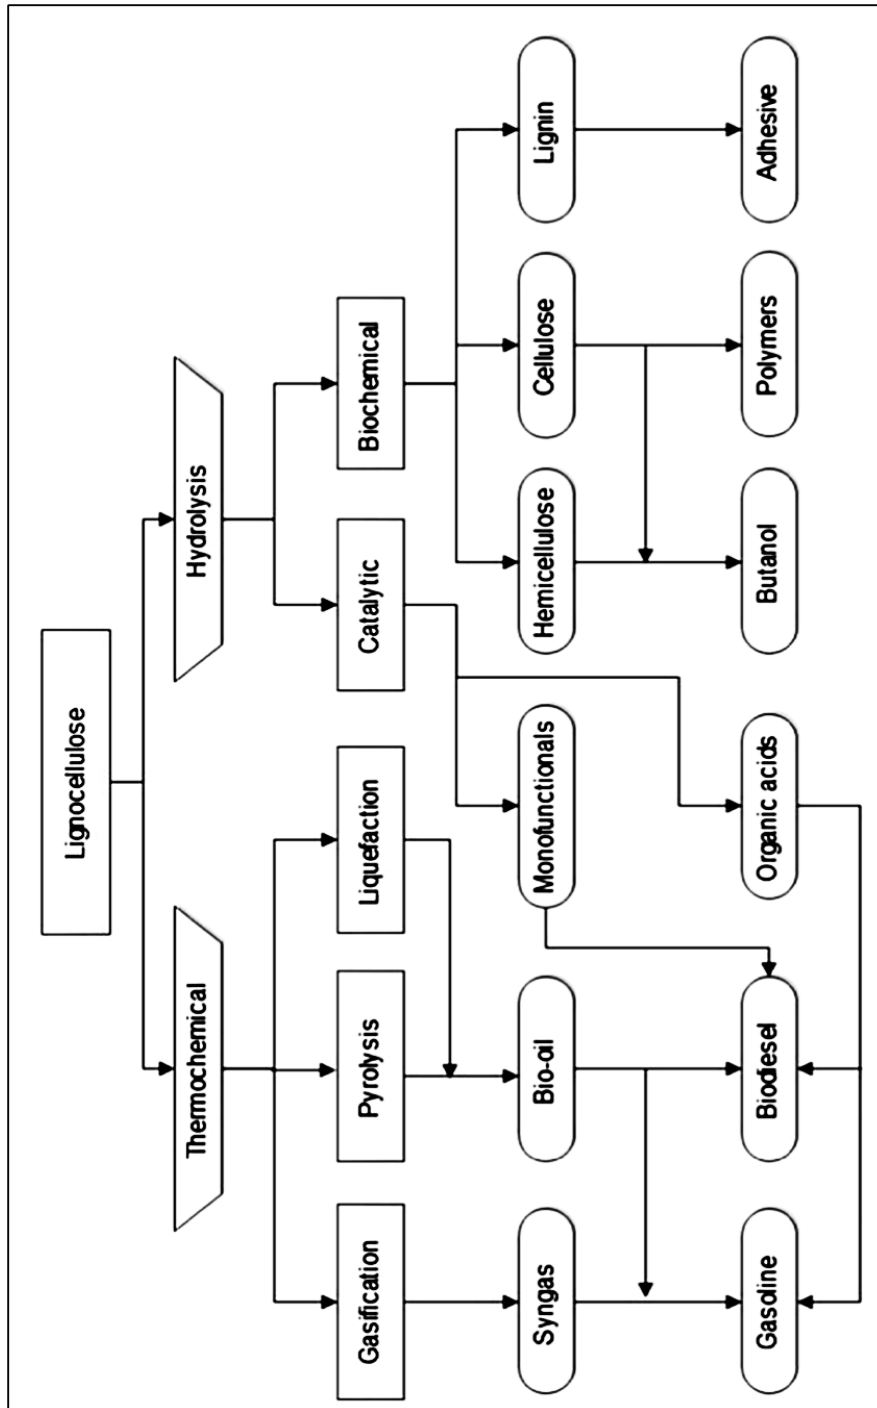 Lignocellulose
Thermochemical
Hydrolysis
Gasification
Pyrolysis
Liquefaction
Catalytic
Biochemical
Syngas
Bio-oil
Monofunctionals
Hemicellulose
Cellulose
Lignin
Gasoline
Biodiesel
Organic acids
Butanol
Polymers
Adhesive